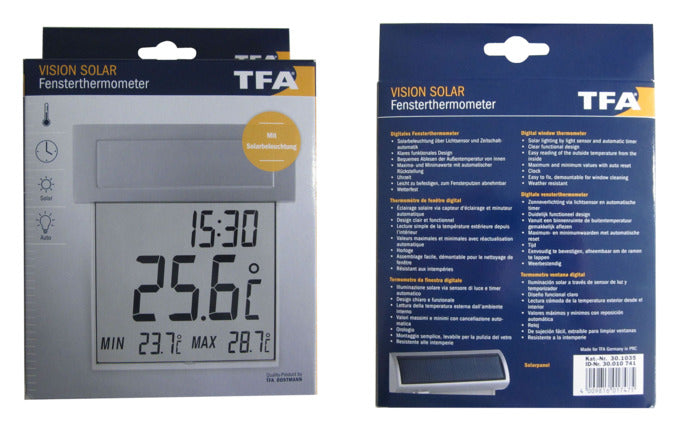 VISION SOLAR
Fensterthermometer
TFA
Mit
Solarbeleuchtung
Solar
Auto
15:30
25.6°c
MIN 23.7°c MAX 28.7°c
Quality Product by
TFA DOSTMANN
VISION SOLAR
Fensterthermometer
TFA
Digitales Fensterthermometer
• Solarbeleuchtung über Lichtsensor und Zeitschalt-
automatik
• Klares funktionales Design
• Bequemes Ablesen der Außentemperatur von innen
• Maxima- und Minimawerte mit automatischer
Rückstellung
• Uhrzeit
• Leicht zu befestigen, zum Fensterputzen abnehmbar
• Wetterfest
Thermomètre de fenêtre digital
• Éclairage solaire via capteur d'éclairage et minuteur
automatique
• Design clair et fonctionnel
• Lecture simple de la température extérieure depuis
l'intérieur
• Valeurs maximales et minimales avec réactualisation
automatique
• Horloge
• Assemblage facile, démontable pour le nettoyage de
fenêtre
• Résistant aux intempéries
Termometro da finestra digitale
• Illuminazione solare via sensore di luce e timer
automatico
• Design chiaro e funzionale
• Lettura della temperatura esterna dall'ambiente
interno
• Valori massimi e minimi con cancellazione
automatica
• Orologio
• Montaggio semplice, levabile per la pulizia del vetro
• Resistente alle intemperie
Digital window thermometer
• Solar lighting by light sensor and automatic timer
• Clear functional design
• Easy reading of the outside temperature from the
inside
• Maximum and minimum values with auto reset
• Clock
• Easy to fix, demountable for window cleaning
• Weather resistant
Digitale vensterthermometer
• Zonneverlichting via lichtsensor en automatische
timer
• Duidelijk functioneel design
• Vanuit een binnenruimte de buitentemperatuur
gemakkelijk aflezen
• Maximum- en minimumwaarden met automatische
reset
• Tijd
• Eenvoudig te bevestigen, afneembaar om de ramen
te lappen
• Weerbestendig
Termómetro ventana digital
• Iluminación solar a través de sensor de luz y
temporizador
• Diseño funcional claro
• Lectura cómoda de la temperatura exterior desde el
interior
• Valores máximos y mínimos con reposición
automática
• Reloj
• De sujeción fácil, extraíble para limpiar ventanas
• Resistente a la intemperie
Made for TFA Germany in PRC
Solarpanel
Kat.-Nr. 30.1035
ID-Nr. 30.010 741
4 009816 017475